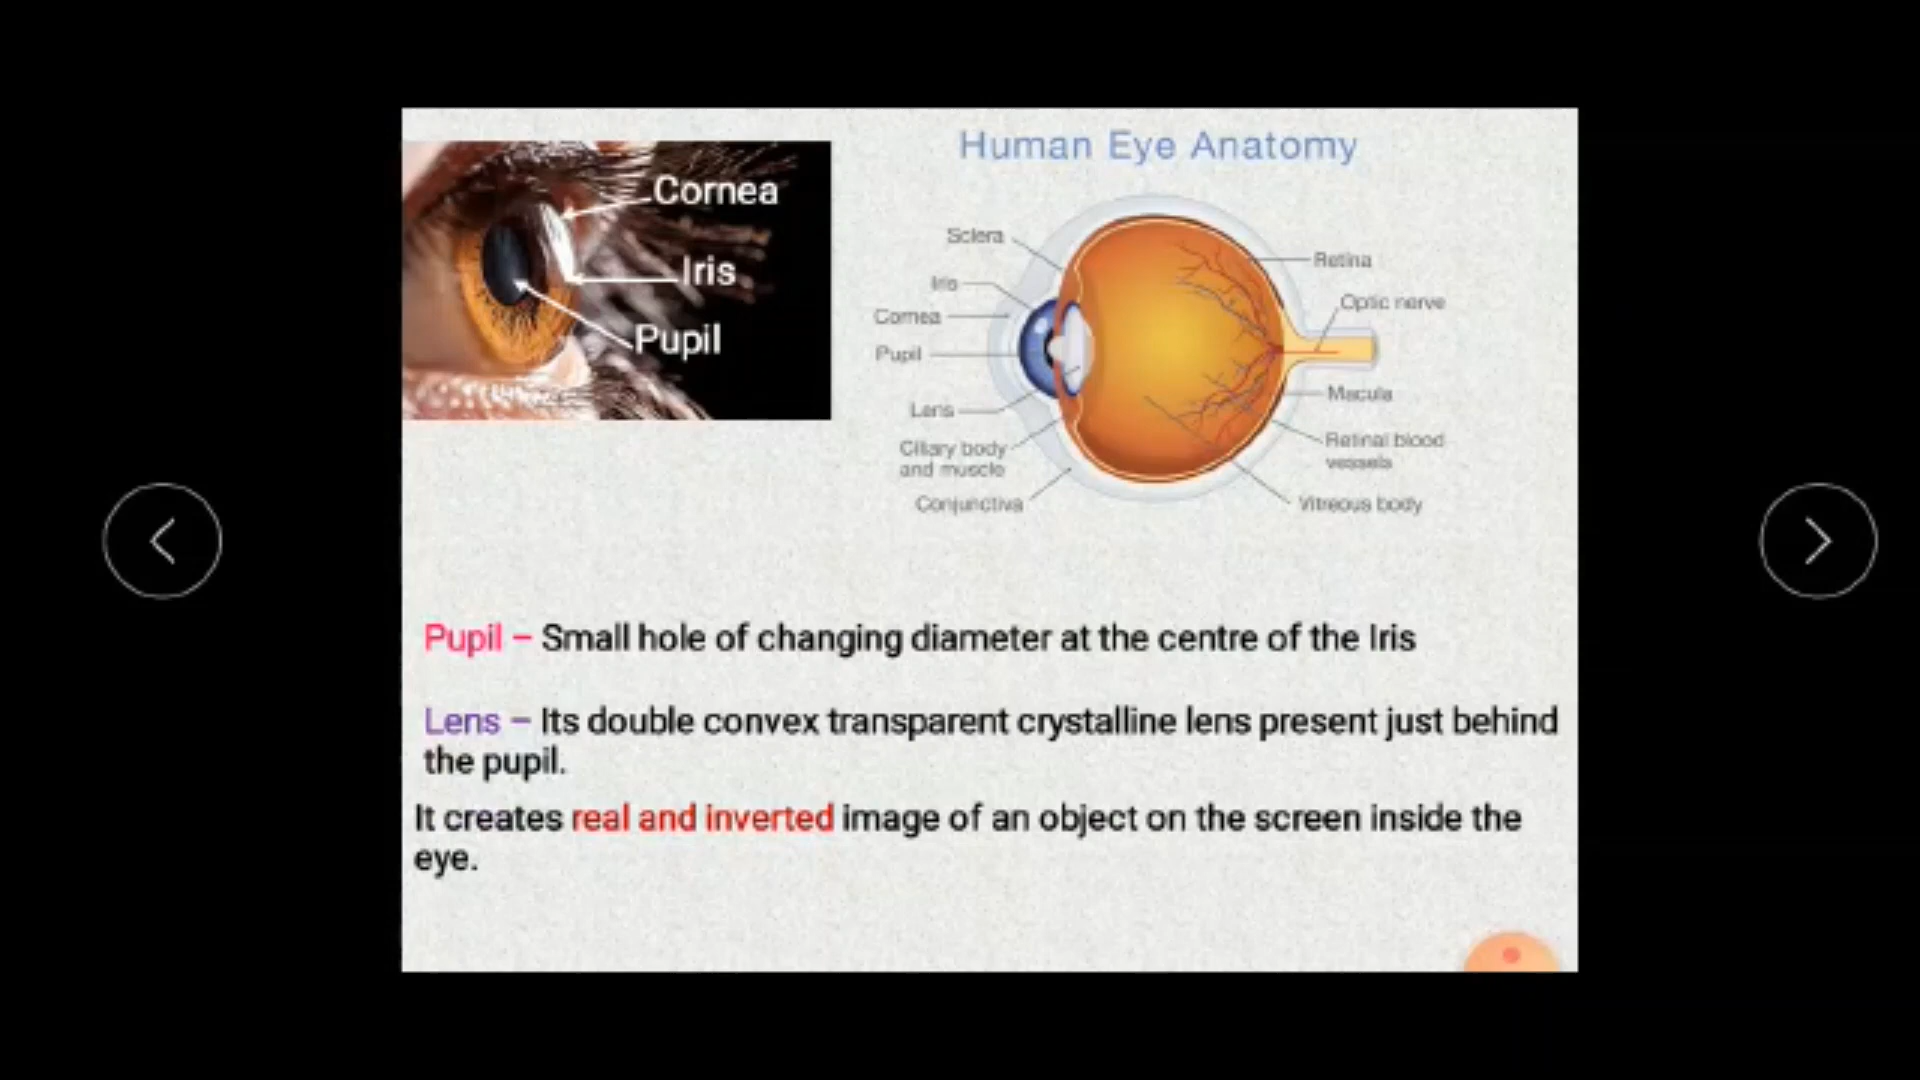 Human Eye Anatomy
Cornea
Iris
Pupil
Sclera
Iris
Cornea
Pupil
Lens
Ciliary body
and muscle
Conjunctiva
Retina
Optic nerve
Macula
Retinal blood
vessels
Vitreous body
Pupil – Small hole of changing diameter at the centre of the Iris
Lens – Its double convex transparent crystalline lens present just behind
the pupil.
It creates real and inverted image of an object on the screen inside the
eye.